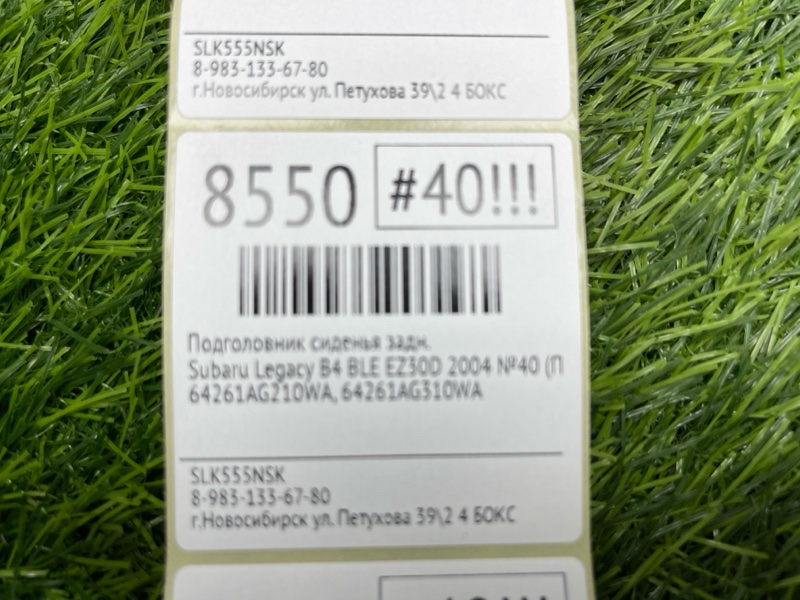 SLK555NSK
8-983-133-67-80
г.Новосибирск ул. Петухова 39\2 4 БОКС
8550 #40!!!
Подголовник сиденья задн.
Subaru Legacy B4 BLE EZ30D 2004 №40 (П
64261AG210WA, 64261AG310WA
SLK555NSK
8-983-133-67-80
г.Новосибирск ул. Петухова 39\2 4 БОКС